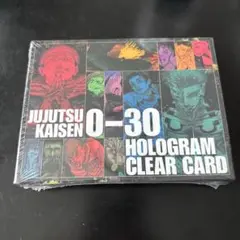 JUJUTSU
KAISEN 0-30
HOLOGRAM
CLEAR CARD